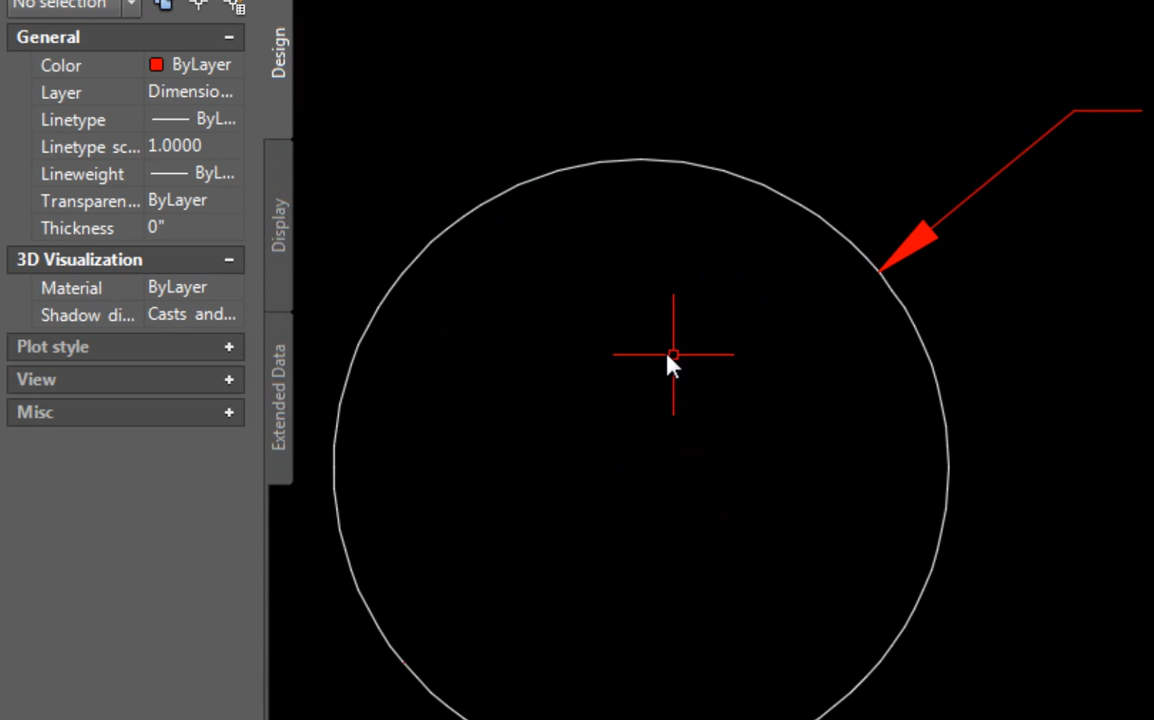 No selection
General
Color ByLayer
Layer Dimensio...
Linetype ByL...
Linetype sc... 1.0000
Lineweight ByL...
Transparen... ByLayer
Thickness 0"
3D Visualization
Material ByLayer
Shadow di... Casts and...
Plot style
View
Misc
Design
Display
Extended Data